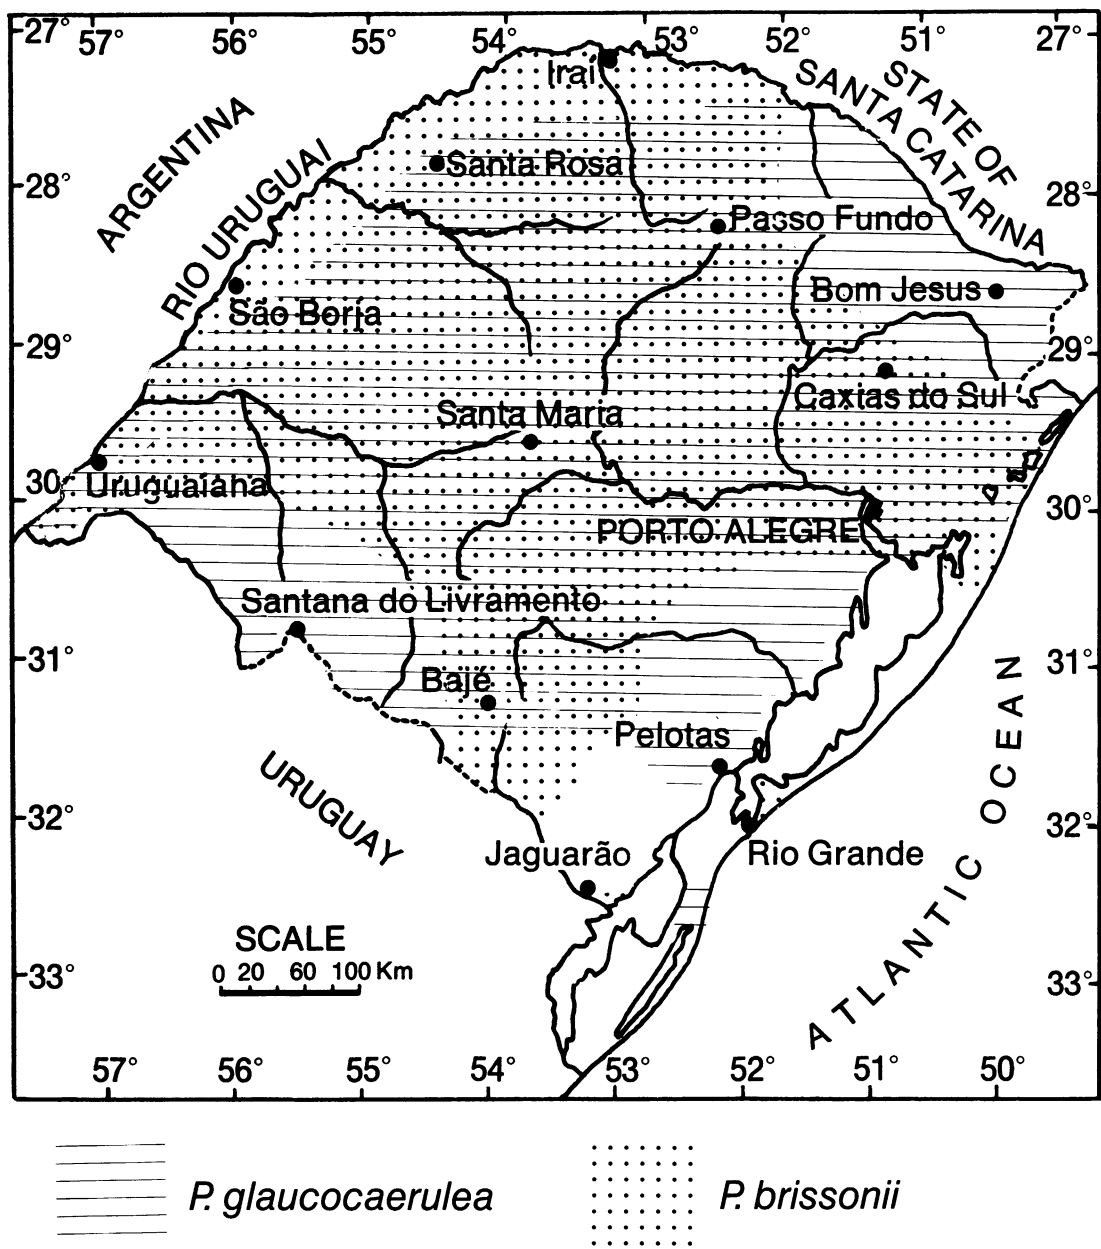 27°
57°
56°
55°
54°
53°
52°
51°
27°
Iraí
STATE OF
SANTA CATARINA
ARGENTINA
RIO URUGUAI
Santa Rosa
28°
28°
Passo Fundo
Bom Jesus
São Borja
29°
29°
Caxias do Sul
Santa Maria
Uruguaiana
30
30°
PORTO ALEGRE
Santana do Livramento
31°
31°
Bajé
Pelotas
URUGUAY
ATLANTIC OCEAN
32°
32°
Jaguarão
Rio Grande
SCALE
0 20 60 100 Km
33°
33°
57°
56°
55°
54°
53°
52°
51°
50°
P. glaucocaerulea
P. brissonii